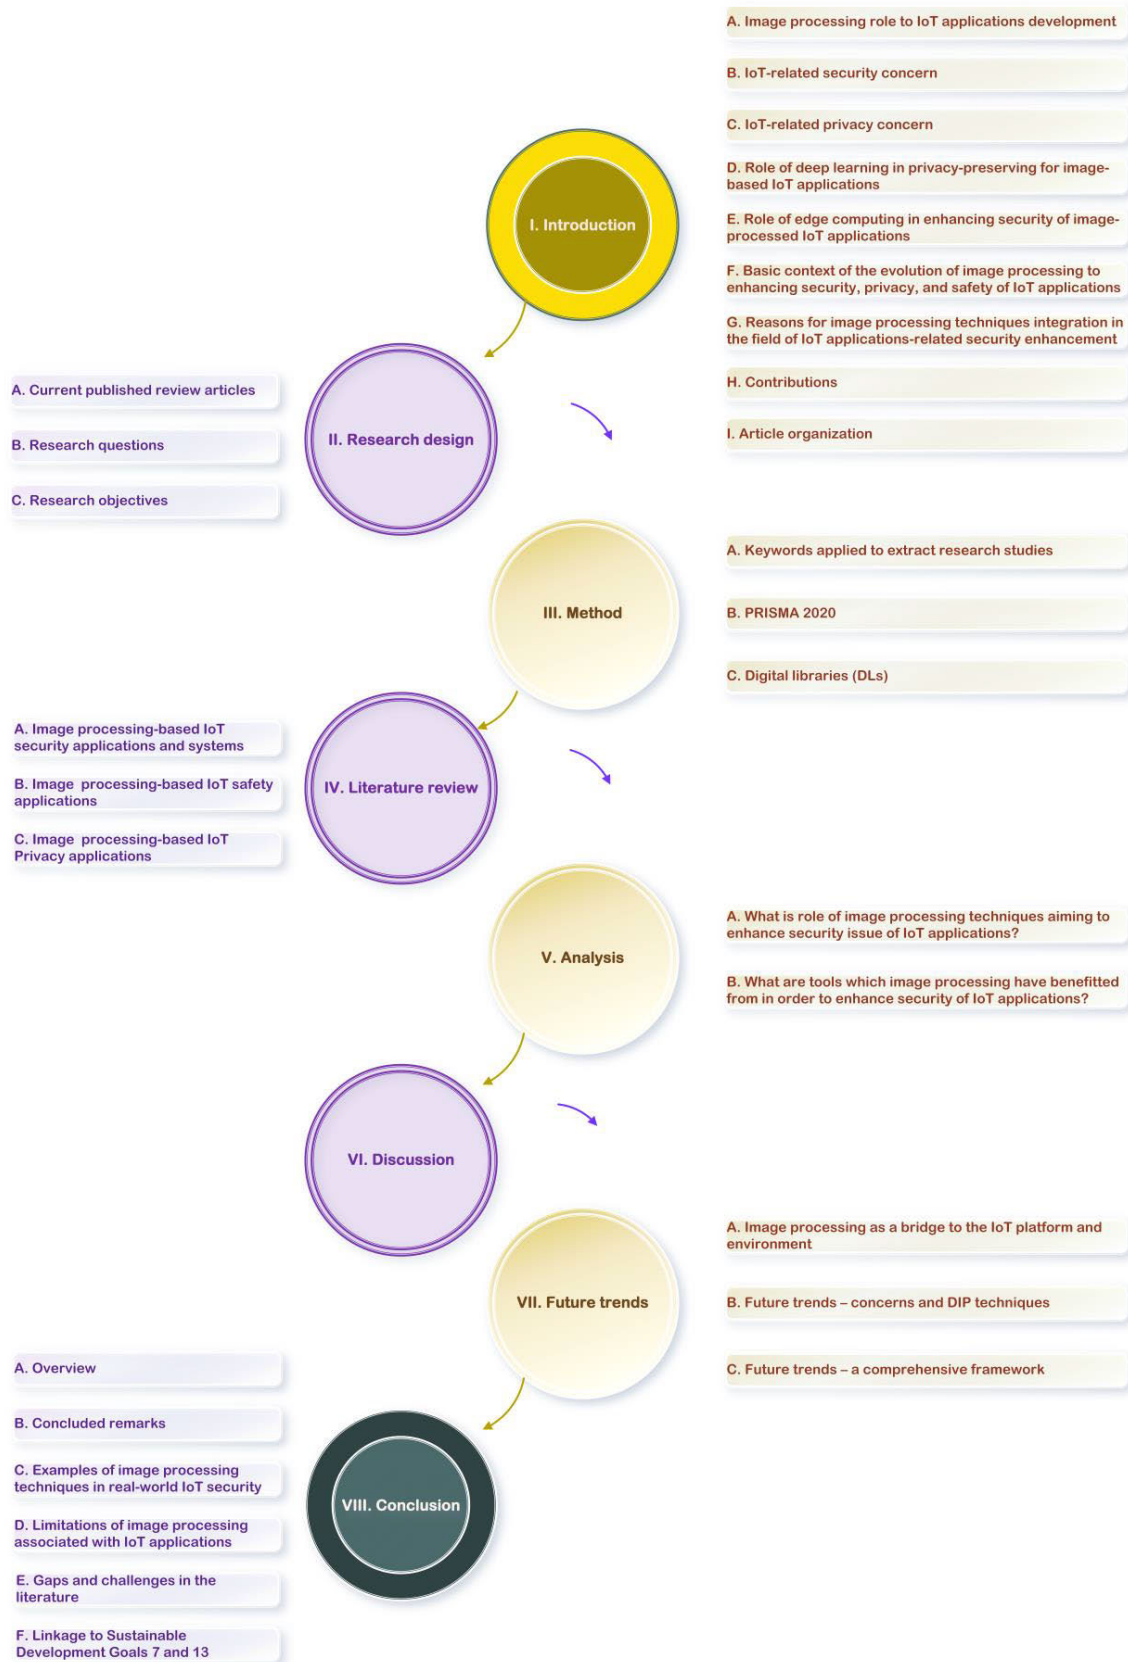 I. Introduction
A. Image processing role to IoT applications development
B. IoT-related security concern
C. IoT-related privacy concern
D. Role of deep learning in privacy-preserving for image-
based IoT applications
E. Role of edge computing in enhancing security of image-
processed IoT applications
F. Basic context of the evolution of image processing to
enhancing security, privacy, and safety of IoT applications
G. Reasons for image processing techniques integration in
the field of IoT applications-related security enhancement
H. Contributions
I. Article organization
II. Research design
A. Current published review articles
B. Research questions
C. Research objectives
III. Method
A. Keywords applied to extract research studies
B. PRISMA 2020
C. Digital libraries (DLs)
IV. Literature review
A. Image processing-based IoT
security applications and systems
B. Image processing-based IoT safety
applications
C. Image processing-based IoT
Privacy applications
V. Analysis
A. What is role of image processing techniques aiming to
enhance security issue of IoT applications?
B. What are tools which image processing have benefitted
from in order to enhance security of IoT applications?
VI. Discussion
VII. Future trends
A. Image processing as a bridge to the IoT platform and
environment
B. Future trends – concerns and DIP techniques
C. Future trends – a comprehensive framework
VIII. Conclusion
A. Overview
B. Concluded remarks
C. Examples of image processing
techniques in real-world IoT security
D. Limitations of image processing
associated with IoT applications
E. Gaps and challenges in the
literature
F. Linkage to Sustainable
Development Goals 7 and 13